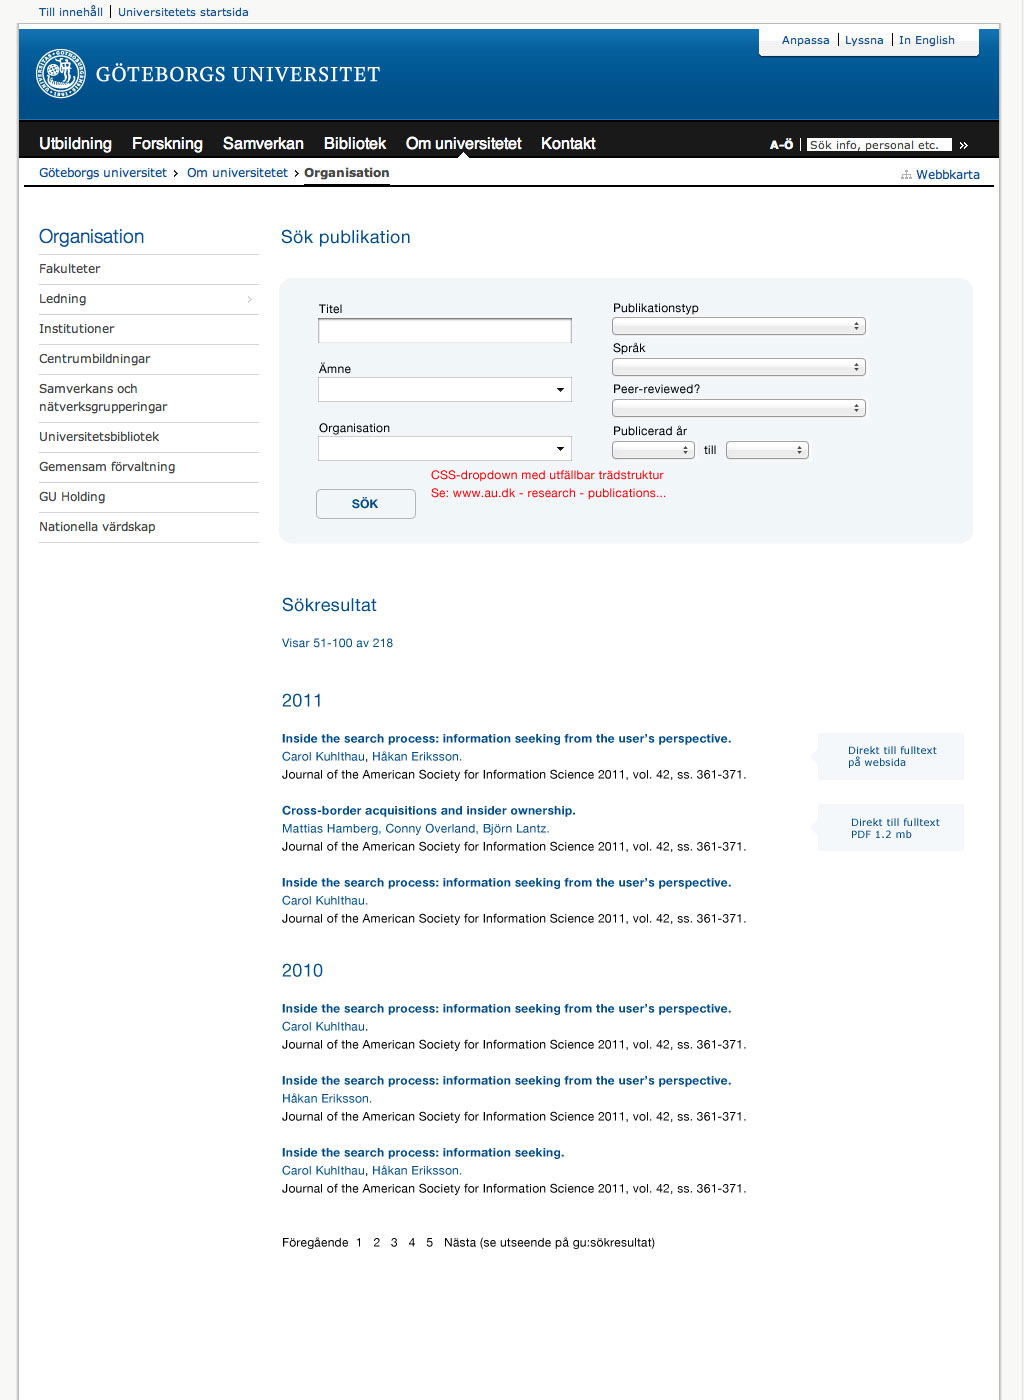 Till innehåll | Universitetets startsida
Anpassa | Lyssna | In English
GÖTEBORGS UNIVERSITET
Utbildning Forskning Samverkan Bibliotek Om universitetet Kontakt
A-Ö | Sök info, personal etc. »
Göteborgs universitet › Om universitetet › Organisation
Webbkarta
Organisation
Fakulteter
Ledning
Institutioner
Centrumbildningar
Samverkans och
nätverksgrupperingar
Universitetsbibliotek
Gemensam förvaltning
GU Holding
Nationella värdskap
Sök publikation
Titel
Ämne
Organisation
Publikationstyp
Språk
Peer-reviewed?
Publicerad år
till
CSS-dropdown med utfällbar trädstruktur
Se: www.au.dk - research - publications...
SÖK
Sökresultat
Visar 51-100 av 218
2011
Inside the search process: information seeking from the user's perspective.
Carol Kuhlthau, Håkan Eriksson.
Journal of the American Society for Information Science 2011, vol. 42, ss. 361-371.
Direkt till fulltext
på websida
Cross-border acquisitions and insider ownership.
Mattias Hamberg, Conny Overland, Björn Lantz.
Journal of the American Society for Information Science 2011, vol. 42, ss. 361-371.
Direkt till fulltext
PDF 1.2 mb
Inside the search process: information seeking from the user's perspective.
Carol Kuhlthau.
Journal of the American Society for Information Science 2011, vol. 42, ss. 361-371.
2010
Inside the search process: information seeking from the user's perspective.
Carol Kuhlthau.
Journal of the American Society for Information Science 2011, vol. 42, ss. 361-371.
Inside the search process: information seeking from the user's perspective.
Håkan Eriksson.
Journal of the American Society for Information Science 2011, vol. 42, ss. 361-371.
Inside the search process: information seeking.
Carol Kuhlthau, Håkan Eriksson.
Journal of the American Society for Information Science 2011, vol. 42, ss. 361-371.
Föregående 1 2 3 4 5 Nästa (se utseende på gu:sökresultat)